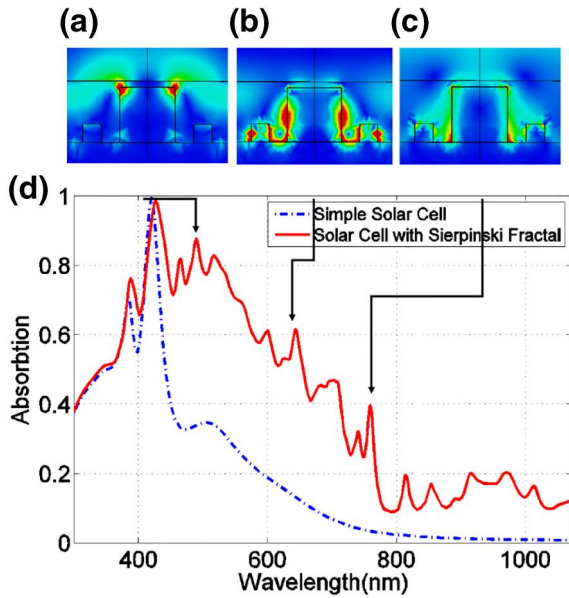 (a) (b) (c)
(d)
1
0.8
0.6
0.4
0.2
0
Absorbtion
Simple Solar Cell
Solar Cell with Sierpinski Fractal
400 600 800 1000
Wavelength(nm)